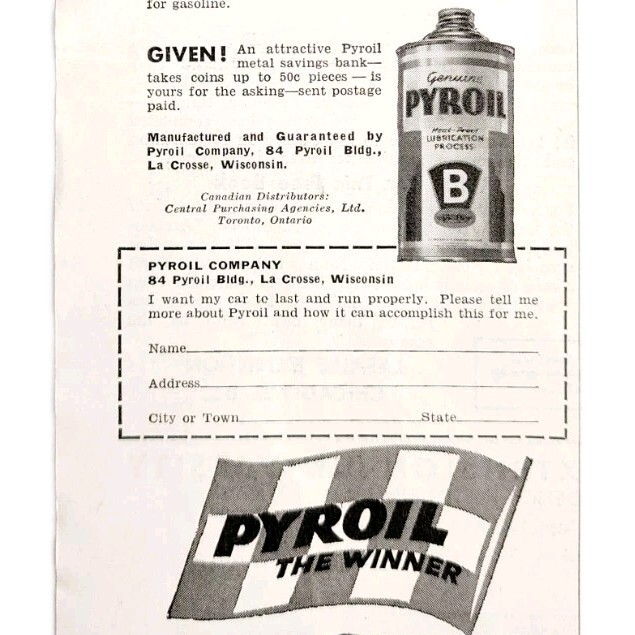 for gasoline.
GIVEN! An attractive Pyroil
metal savings bank—
takes coins up to 50c pieces — is
yours for the asking—sent postage
paid.
Manufactured and Guaranteed by
Pyroil Company, 84 Pyroil Bldg.,
La Crosse, Wisconsin.
Canadian Distributors:
Central Purchasing Agencies, Ltd.
Toronto, Ontario
Genuine
PYROIL
Heat-Proof
LUBRICATION
PROCESS
B
PYROIL COMPANY
84 Pyroil Bldg., La Crosse, Wisconsin
I want my car to last and run properly. Please tell me
more about Pyroil and how it can accomplish this for me.
Name
Address
City or Town State
PYROIL
THE WINNER